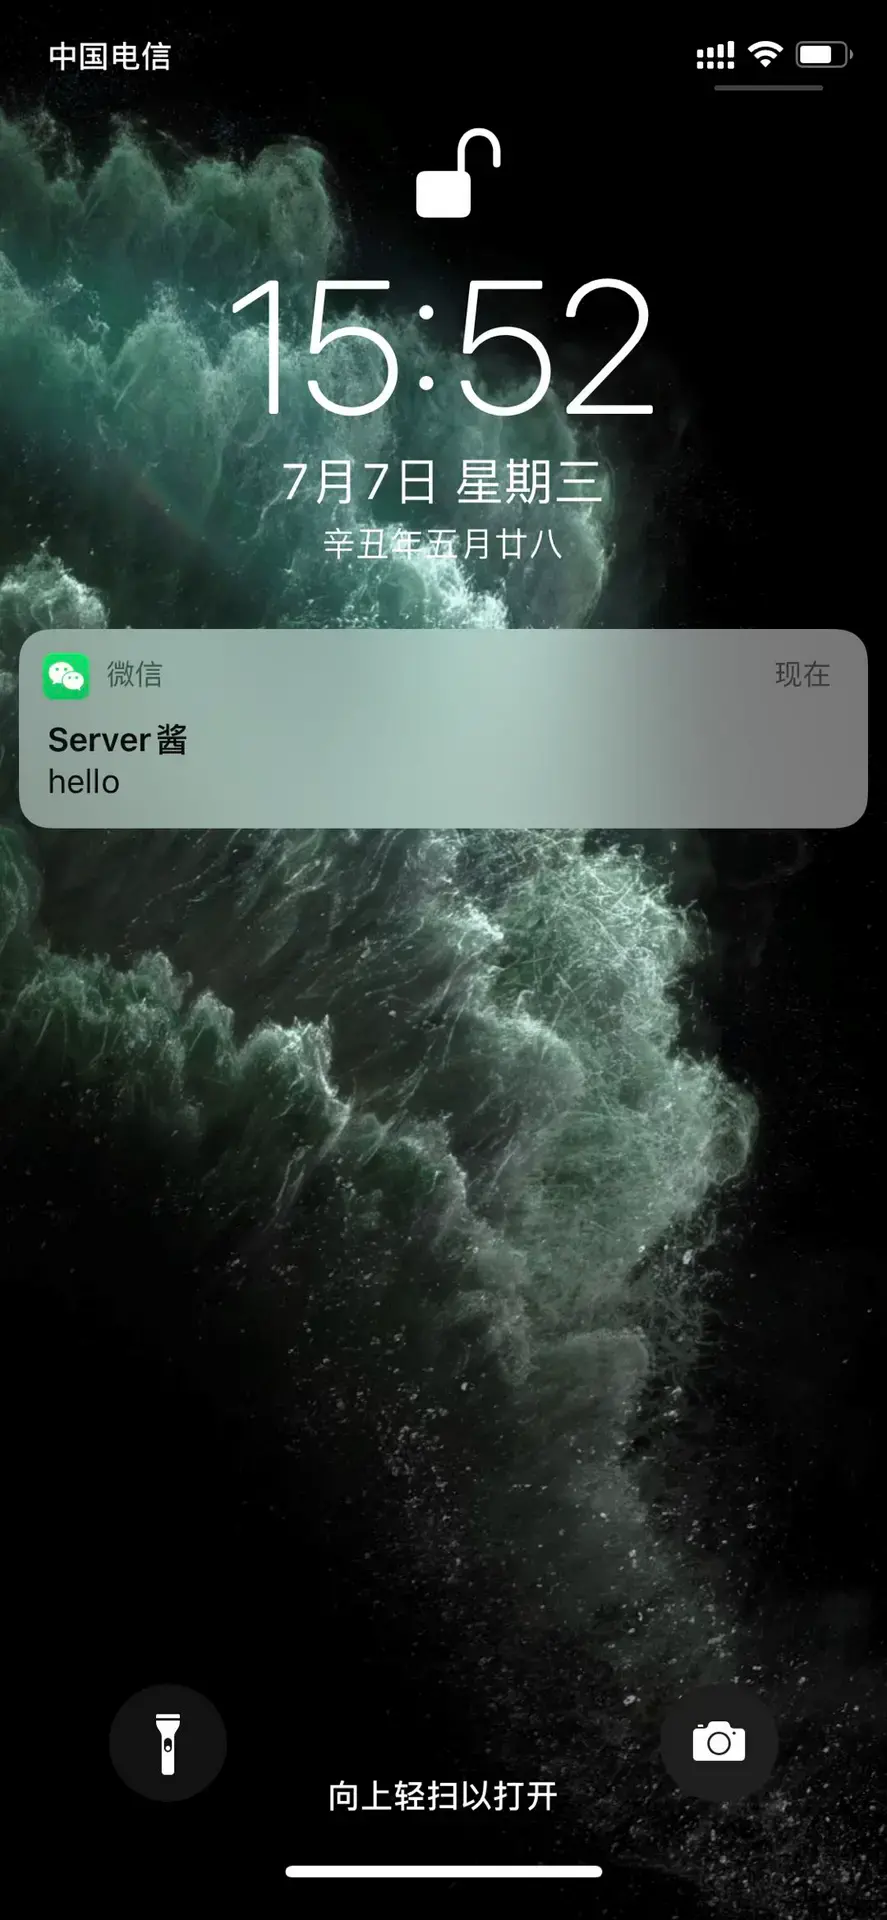 中国电信
15:52
7月7日 星期三
辛丑年五月廿八
微信 现在
Server酱
hello
向上轻扫以打开